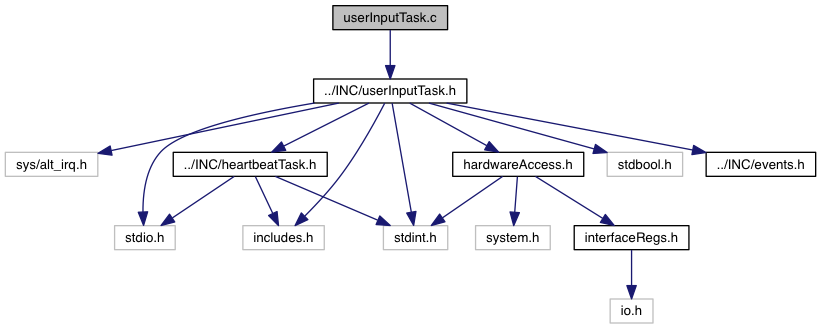 userInputTask.c
../INC/userInputTask.h
sys/alt_irq.h
../INC/heartbeatTask.h
hardwareAccess.h
stdbool.h
../INC/events.h
stdio.h
includes.h
stdint.h
system.h
interfaceRegs.h
io.h